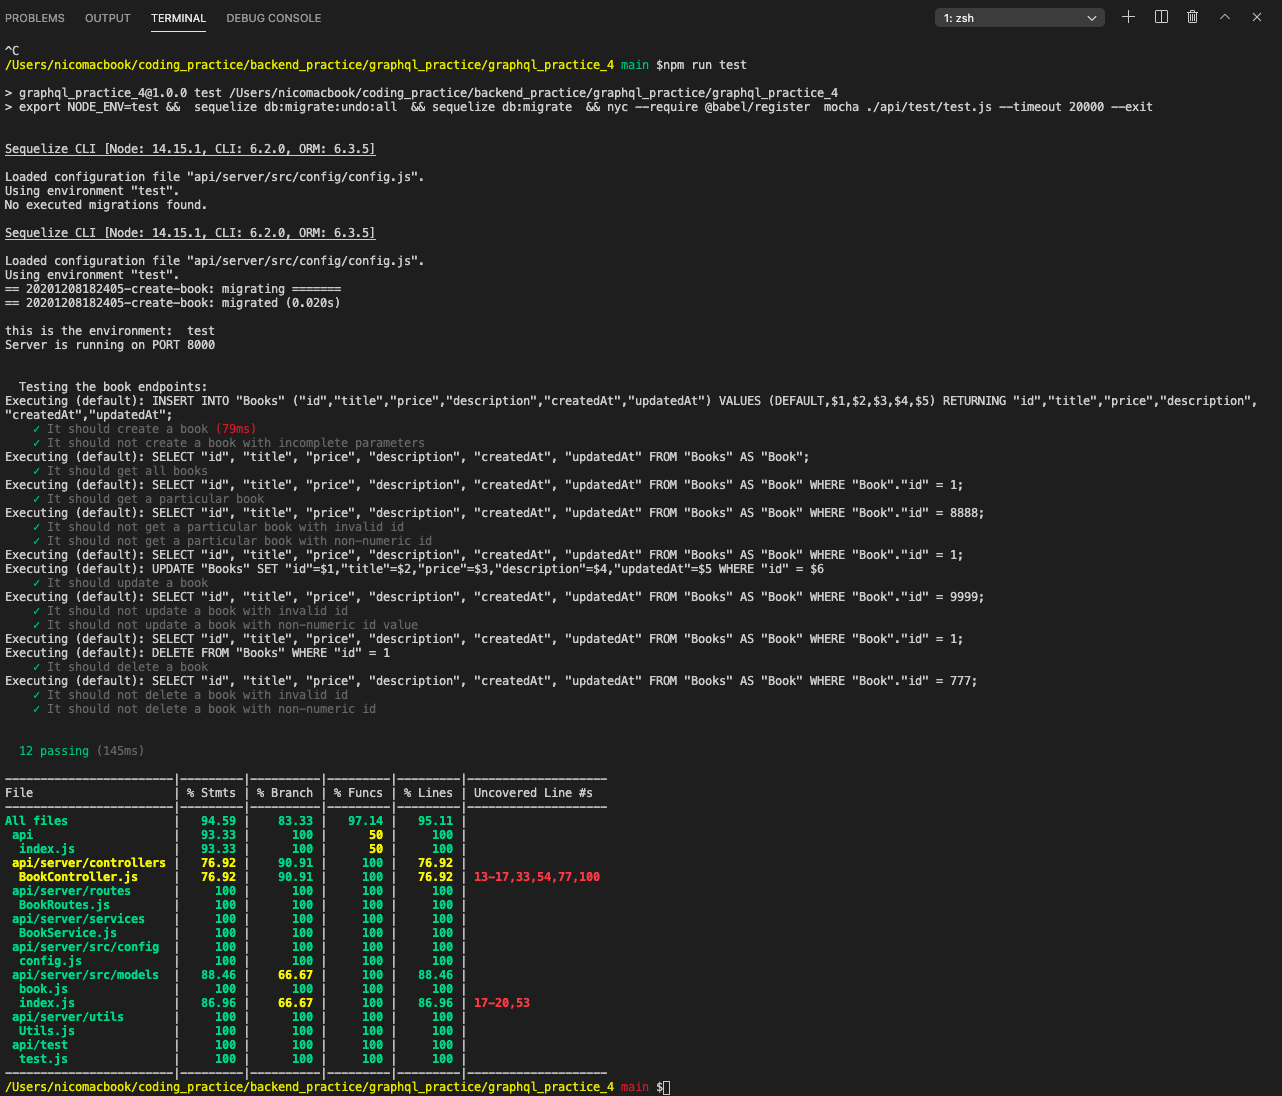 PROBLEMS OUTPUT TERMINAL DEBUG CONSOLE 1: zsh
^C
/Users/nicomacbook/coding_practice/backend_practice/graphql_practice/graphql_practice_4 main $npm run test
> graphql_practice_4@1.0.0 test /Users/nicomacbook/coding_practice/backend_practice/graphql_practice/graphql_practice_4
> export NODE_ENV=test &&  sequelize db:migrate:undo:all  && sequelize db:migrate  && nyc --require @babel/register  mocha ./api/test/test.js --timeout 20000 --exit
Sequelize CLI [Node: 14.15.1, CLI: 6.2.0, ORM: 6.3.5]
Loaded configuration file "api/server/src/config/config.js".
Using environment "test".
No executed migrations found.
Sequelize CLI [Node: 14.15.1, CLI: 6.2.0, ORM: 6.3.5]
Loaded configuration file "api/server/src/config/config.js".
Using environment "test".
== 20201208182405-create-book: migrating =======
== 20201208182405-create-book: migrated (0.020s)
this is the environment:  test
Server is running on PORT 8000
Testing the book endpoints:
Executing (default): INSERT INTO "Books" ("id","title","price","description","createdAt","updatedAt") VALUES (DEFAULT,$1,$2,$3,$4,$5) RETURNING "id","title","price","description",
"createdAt","updatedAt";
✓ It should create a book (79ms)
✓ It should not create a book with incomplete parameters
Executing (default): SELECT "id", "title", "price", "description", "createdAt", "updatedAt" FROM "Books" AS "Book";
✓ It should get all books
Executing (default): SELECT "id", "title", "price", "description", "createdAt", "updatedAt" FROM "Books" AS "Book" WHERE "Book"."id" = 1;
✓ It should get a particular book
Executing (default): SELECT "id", "title", "price", "description", "createdAt", "updatedAt" FROM "Books" AS "Book" WHERE "Book"."id" = 8888;
✓ It should not get a particular book with invalid id
✓ It should not get a particular book with non-numeric id
Executing (default): SELECT "id", "title", "price", "description", "createdAt", "updatedAt" FROM "Books" AS "Book" WHERE "Book"."id" = 1;
Executing (default): UPDATE "Books" SET "id"=$1,"title"=$2,"price"=$3,"description"=$4,"updatedAt"=$5 WHERE "id" = $6
✓ It should update a book
Executing (default): SELECT "id", "title", "price", "description", "createdAt", "updatedAt" FROM "Books" AS "Book" WHERE "Book"."id" = 9999;
✓ It should not update a book with invalid id
✓ It should not update a book with non-numeric id value
Executing (default): SELECT "id", "title", "price", "description", "createdAt", "updatedAt" FROM "Books" AS "Book" WHERE "Book"."id" = 1;
Executing (default): DELETE FROM "Books" WHERE "id" = 1
✓ It should delete a book
Executing (default): SELECT "id", "title", "price", "description", "createdAt", "updatedAt" FROM "Books" AS "Book" WHERE "Book"."id" = 777;
✓ It should not delete a book with invalid id
✓ It should not delete a book with non-numeric id
12 passing (145ms)
------------------------|---------|----------|---------|---------|--------------------
File                    | % Stmts | % Branch | % Funcs | % Lines | Uncovered Line #s
------------------------|---------|----------|---------|---------|--------------------
All files               |   94.59 |    83.33 |   97.14 |   95.11 |
 api                    |   93.33 |      100 |      50 |     100 |
  index.js              |   93.33 |      100 |      50 |     100 |
 api/server/controllers |   76.92 |    90.91 |     100 |   76.92 |
  BookController.js     |   76.92 |    90.91 |     100 |   76.92 | 13-17,33,54,77,100
 api/server/routes      |     100 |      100 |     100 |     100 |
  BookRoutes.js         |     100 |      100 |     100 |     100 |
 api/server/services    |     100 |      100 |     100 |     100 |
  BookService.js        |     100 |      100 |     100 |     100 |
 api/server/src/config  |     100 |      100 |     100 |     100 |
  config.js             |     100 |      100 |     100 |     100 |
 api/server/src/models  |   88.46 |    66.67 |     100 |   88.46 |
  book.js               |     100 |      100 |     100 |     100 |
  index.js              |   86.96 |    66.67 |     100 |   86.96 | 17-20,53
 api/server/utils       |     100 |      100 |     100 |     100 |
  Utils.js              |     100 |      100 |     100 |     100 |
 api/test               |     100 |      100 |     100 |     100 |
  test.js               |     100 |      100 |     100 |     100 |
------------------------|---------|----------|---------|---------|--------------------
/Users/nicomacbook/coding_practice/backend_practice/graphql_practice/graphql_practice_4 main $